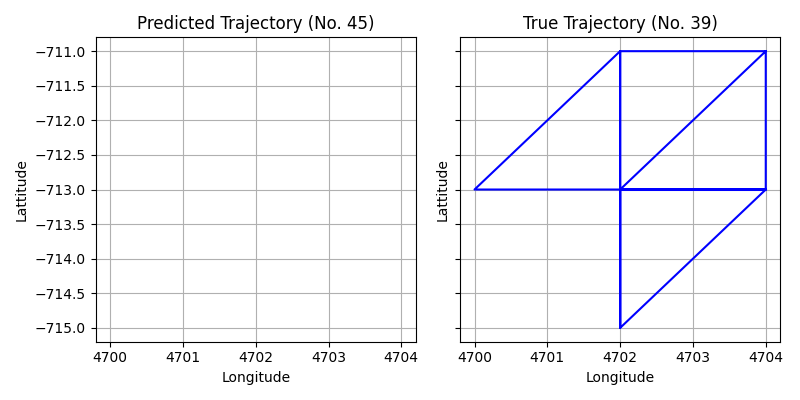 Predicted Trajectory (No. 45)
True Trajectory (No. 39)
Lattitude
−711.0
−711.5
−712.0
−712.5
−713.0
−713.5
−714.0
−714.5
−715.0
4700 4701 4702 4703 4704
Longitude
Lattitude
4700 4701 4702 4703 4704
Longitude